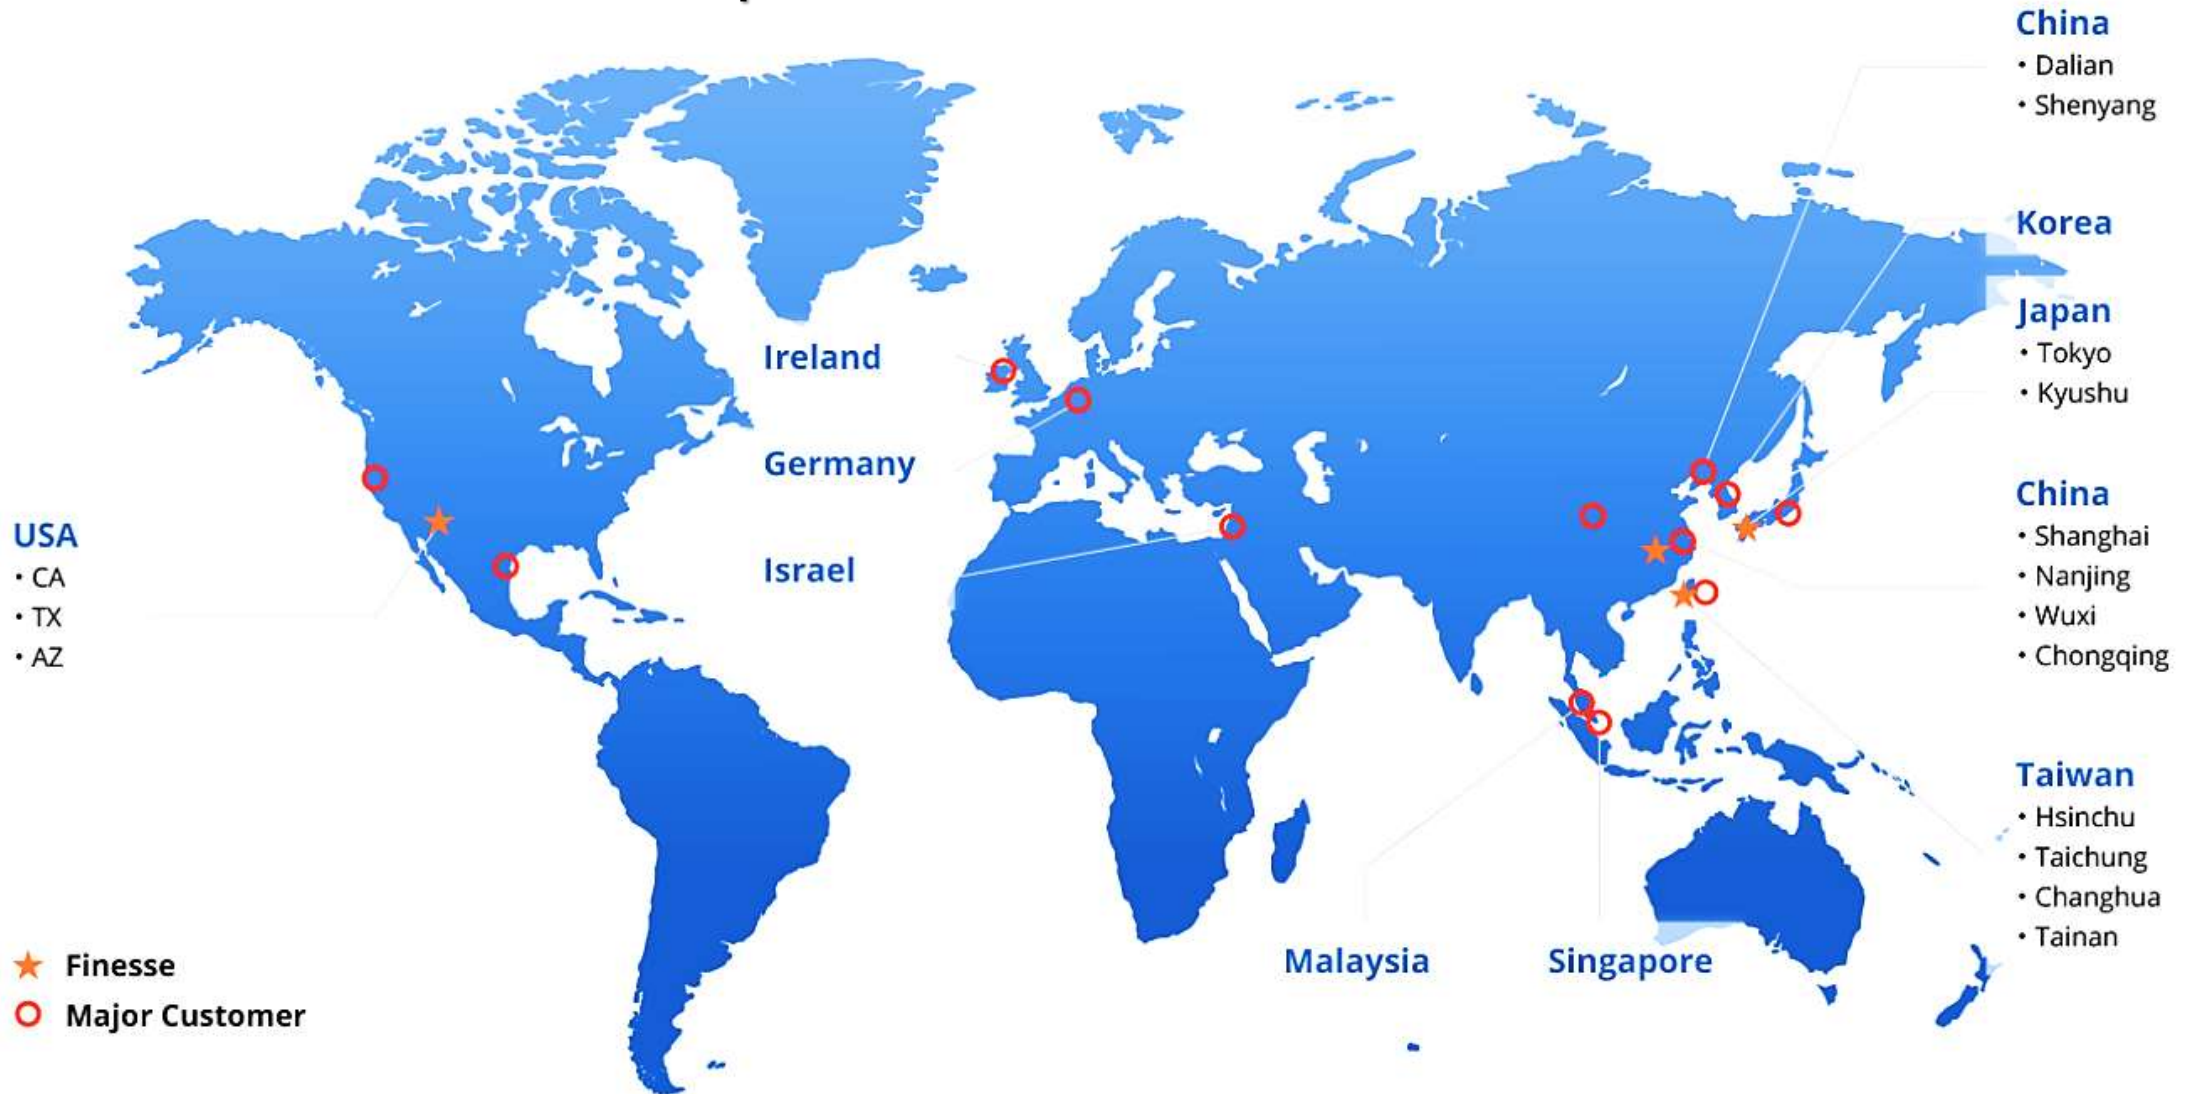 China
• Dalian
• Shenyang
Korea
Japan
• Tokyo
• Kyushu
Ireland
Germany
Israel
USA
• CA
• TX
• AZ
China
• Shanghai
• Nanjing
• Wuxi
• Chongqing
Taiwan
• Hsinchu
• Taichung
• Changhua
• Tainan
Malaysia
Singapore
Finesse
Major Customer